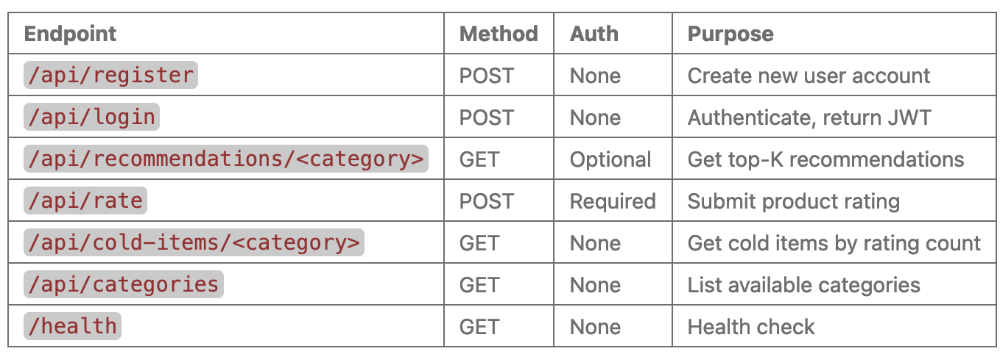 Endpoint Method Auth Purpose
/api/register POST None Create new user account
/api/login POST None Authenticate, return JWT
/api/recommendations/<category> GET Optional Get top-K recommendations
/api/rate POST Required Submit product rating
/api/cold-items/<category> GET None Get cold items by rating count
/api/categories GET None List available categories
/health GET None Health check